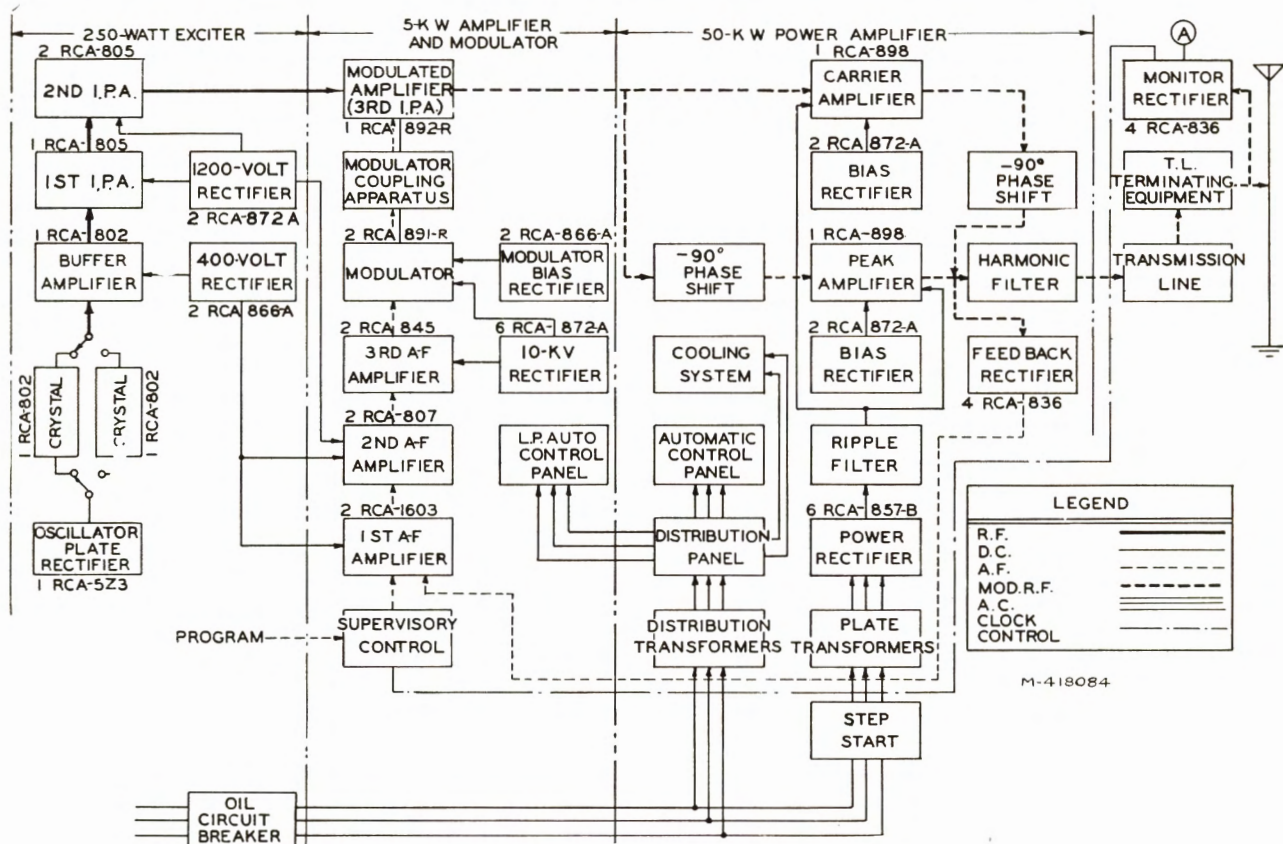 250-WATT EXCITER
5-KW AMPLIFIER
AND MODULATOR
50-KW POWER AMPLIFIER
2 RCA-805
2ND I.P.A.
1 RCA-805
1ST I.P.A.
1200-VOLT
RECTIFIER
2 RCA-872A
1 RCA-802
BUFFER
AMPLIFIER
400-VOLT
RECTIFIER
2 RCA 866-A
1 RCA-802
CRYSTAL
CRYSTAL
1 RCA-802
OSCILLATOR
PLATE
RECTIFIER
1 RCA-5Z3
MODULATED
AMPLIFIER
(3RD I.P.A.)
1 RCA 892-R
MODULATOR
COUPLING
APPARATUS
2 RCA 891-R
MODULATOR
2 RCA-866-A
MODULATOR
BIAS
RECTIFIER
2 RCA 845
3RD A-F
AMPLIFIER
6 RCA-872-A
10-KV
RECTIFIER
2 RCA-807
2ND A-F
AMPLIFIER
L.P. AUTO
CONTROL
PANEL
2 RCA-1603
1ST A-F
AMPLIFIER
PROGRAM
SUPERVISORY
CONTROL
1 RCA-898
CARRIER
AMPLIFIER
2 RCA 872-A
BIAS
RECTIFIER
-90°
PHASE
SHIFT
-90°
PHASE
SHIFT
1 RCA-898
PEAK
AMPLIFIER
HARMONIC
FILTER
2 RCA 872-A
BIAS
RECTIFIER
COOLING
SYSTEM
FEEDBACK
RECTIFIER
4 RCA-836
AUTOMATIC
CONTROL
PANEL
RIPPLE
FILTER
DISTRIBUTION
PANEL
6 RCA-857-B
POWER
RECTIFIER
DISTRIBUTION
TRANSFORMERS
PLATE
TRANSFORMERS
STEP
START
OIL
CIRCUIT
BREAKER
A
MONITOR
RECTIFIER
4 RCA-836
T.L.
TERMINATING
EQUIPMENT
TRANSMISSION
LINE
LEGEND
R.F.
D.C.
A.F.
MOD.R.F.
A.C.
CLOCK
CONTROL
M-418084